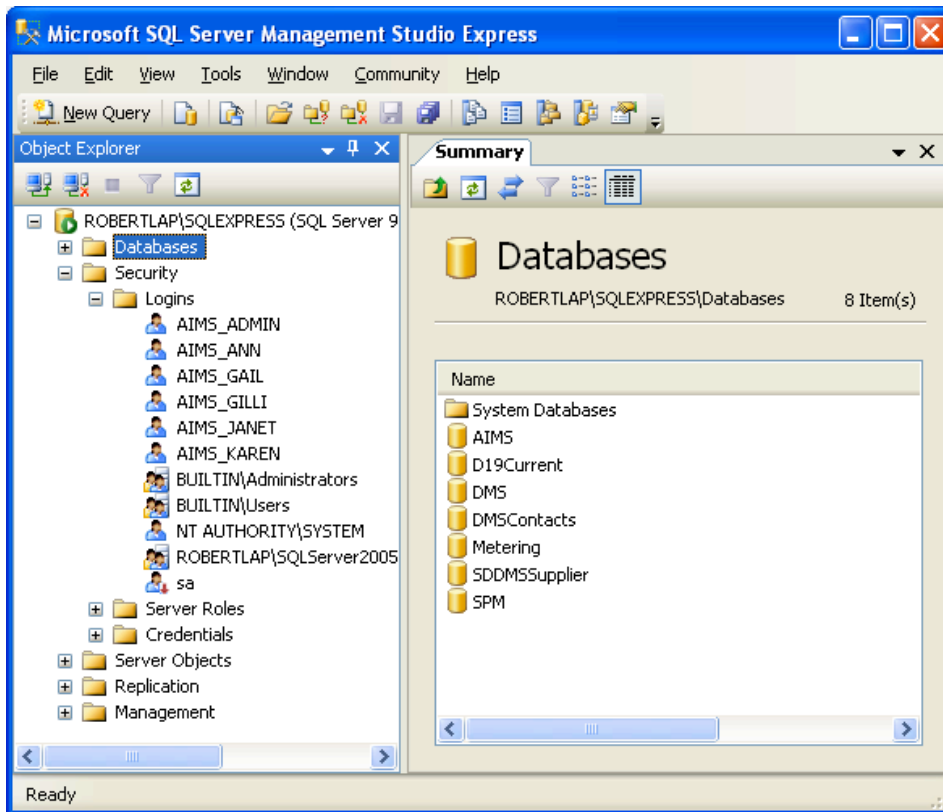 Microsoft SQL Server Management Studio Express
File Edit View Tools Window Community Help
New Query
Object Explorer
ROBERTLAP\SQLEXPRESS (SQL Server 9
Databases
Security
Logins
AIMS_ADMIN
AIMS_ANN
AIMS_GAIL
AIMS_GILLI
AIMS_JANET
AIMS_KAREN
BUILTIN\Administrators
BUILTIN\Users
NT AUTHORITY\SYSTEM
ROBERTLAP\SQLServer2005
sa
Server Roles
Credentials
Server Objects
Replication
Management
Summary
Databases
ROBERTLAP\SQLEXPRESS\Databases 8 Item(s)
Name
System Databases
AIMS
D19Current
DMS
DMSContacts
Metering
SDDMSSupplier
SPM
Ready